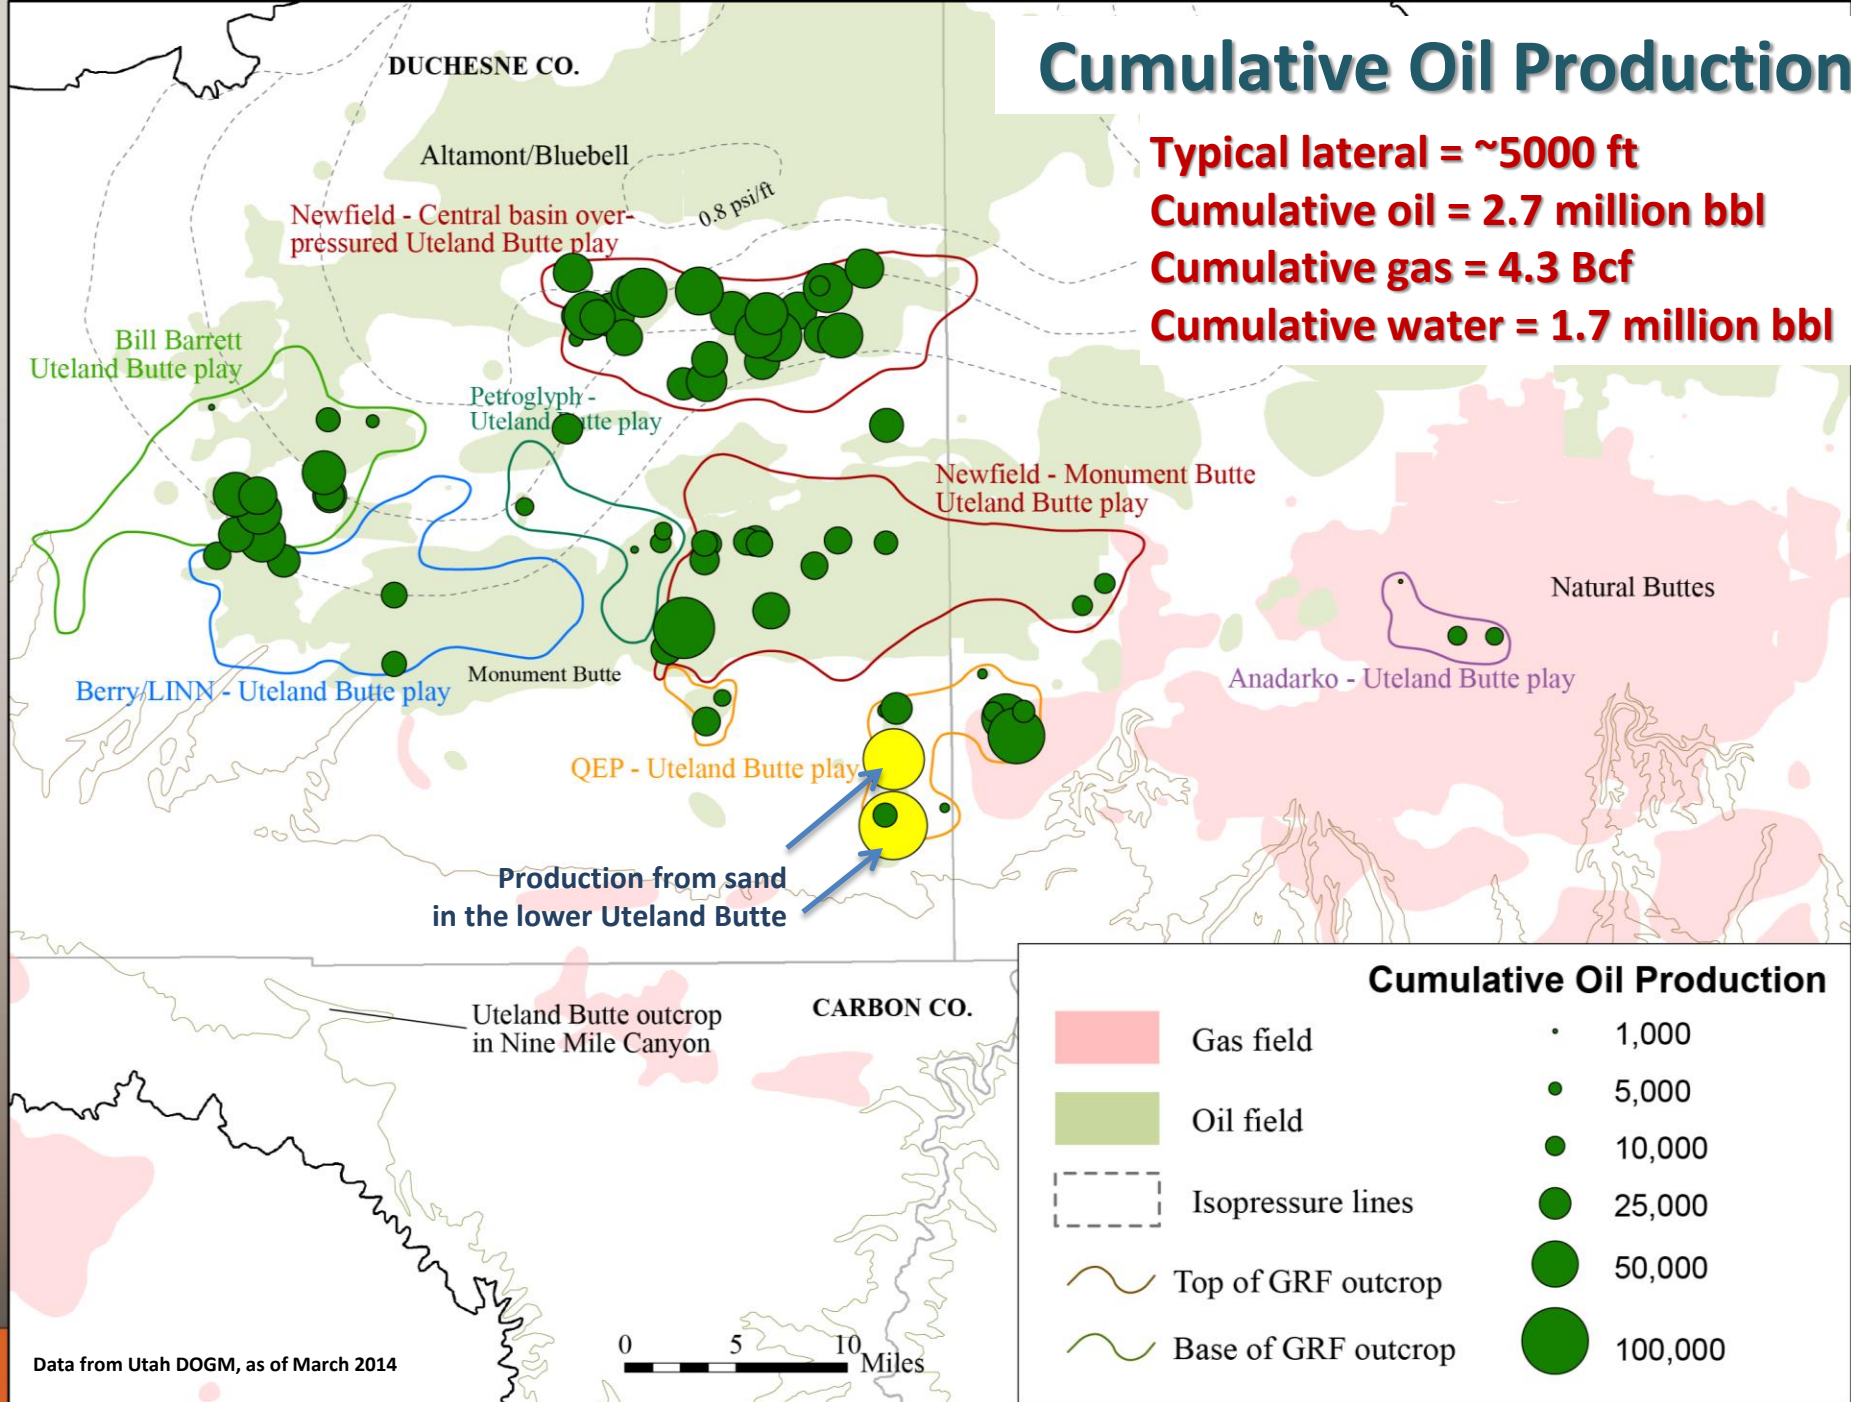 Cumulative Oil Production
Typical lateral = ~5000 ft
Cumulative oil = 2.7 million bbl
Cumulative gas = 4.3 Bcf
Cumulative water = 1.7 million bbl
DUCHESNE CO.
Altamont/Bluebell
0.8 psi/ft
Newfield - Central basin over-
pressured Uteland Butte play
Bill Barrett
Uteland Butte play
Petroglyph -
Uteland Butte play
Newfield - Monument Butte
Uteland Butte play
Natural Buttes
Anadarko - Uteland Butte play
Monument Butte
Berry/LINN - Uteland Butte play
QEP - Uteland Butte play
Production from sand
in the lower Uteland Butte
Uteland Butte outcrop
in Nine Mile Canyon
CARBON CO.
Cumulative Oil Production
Gas field
Oil field
Isopressure lines
Top of GRF outcrop
Base of GRF outcrop
1,000
5,000
10,000
25,000
50,000
100,000
0 5 10
Miles
Data from Utah DOGM, as of March 2014